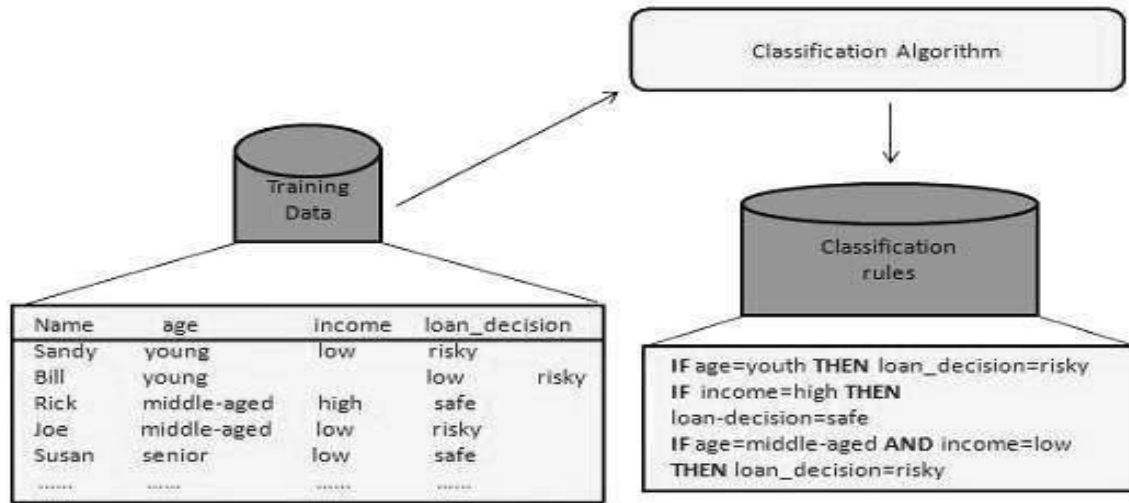 Classification Algorithm
Training
Data
Classification
rules
Name age income loan_decision
Sandy young low risky
Bill young low risky
Rick middle-aged high safe
Joe middle-aged low risky
Susan senior low safe
...... ...... ...... ......
IF age=youth THEN loan_decision=risky
IF income=high THEN
loan-decision=safe
IF age=middle-aged AND income=low
THEN loan_decision=risky